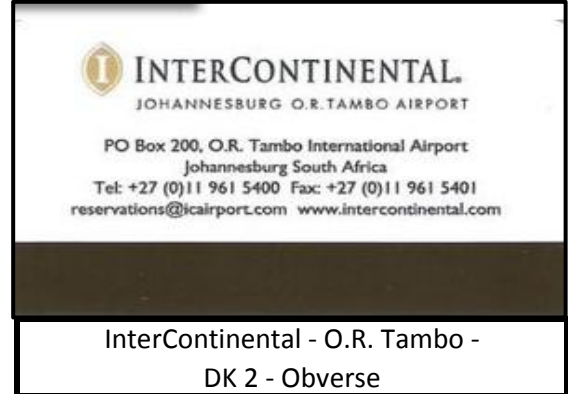 INTERCONTINENTAL.
JOHANNESBURG O.R. TAMBO AIRPORT
PO Box 200, O.R. Tambo International Airport
Johannesburg South Africa
Tel: +27 (0)11 961 5400 Fax: +27 (0)11 961 5401
reservations@icairport.com www.intercontinental.com
InterContinental - O.R. Tambo -
DK 2 - Obverse